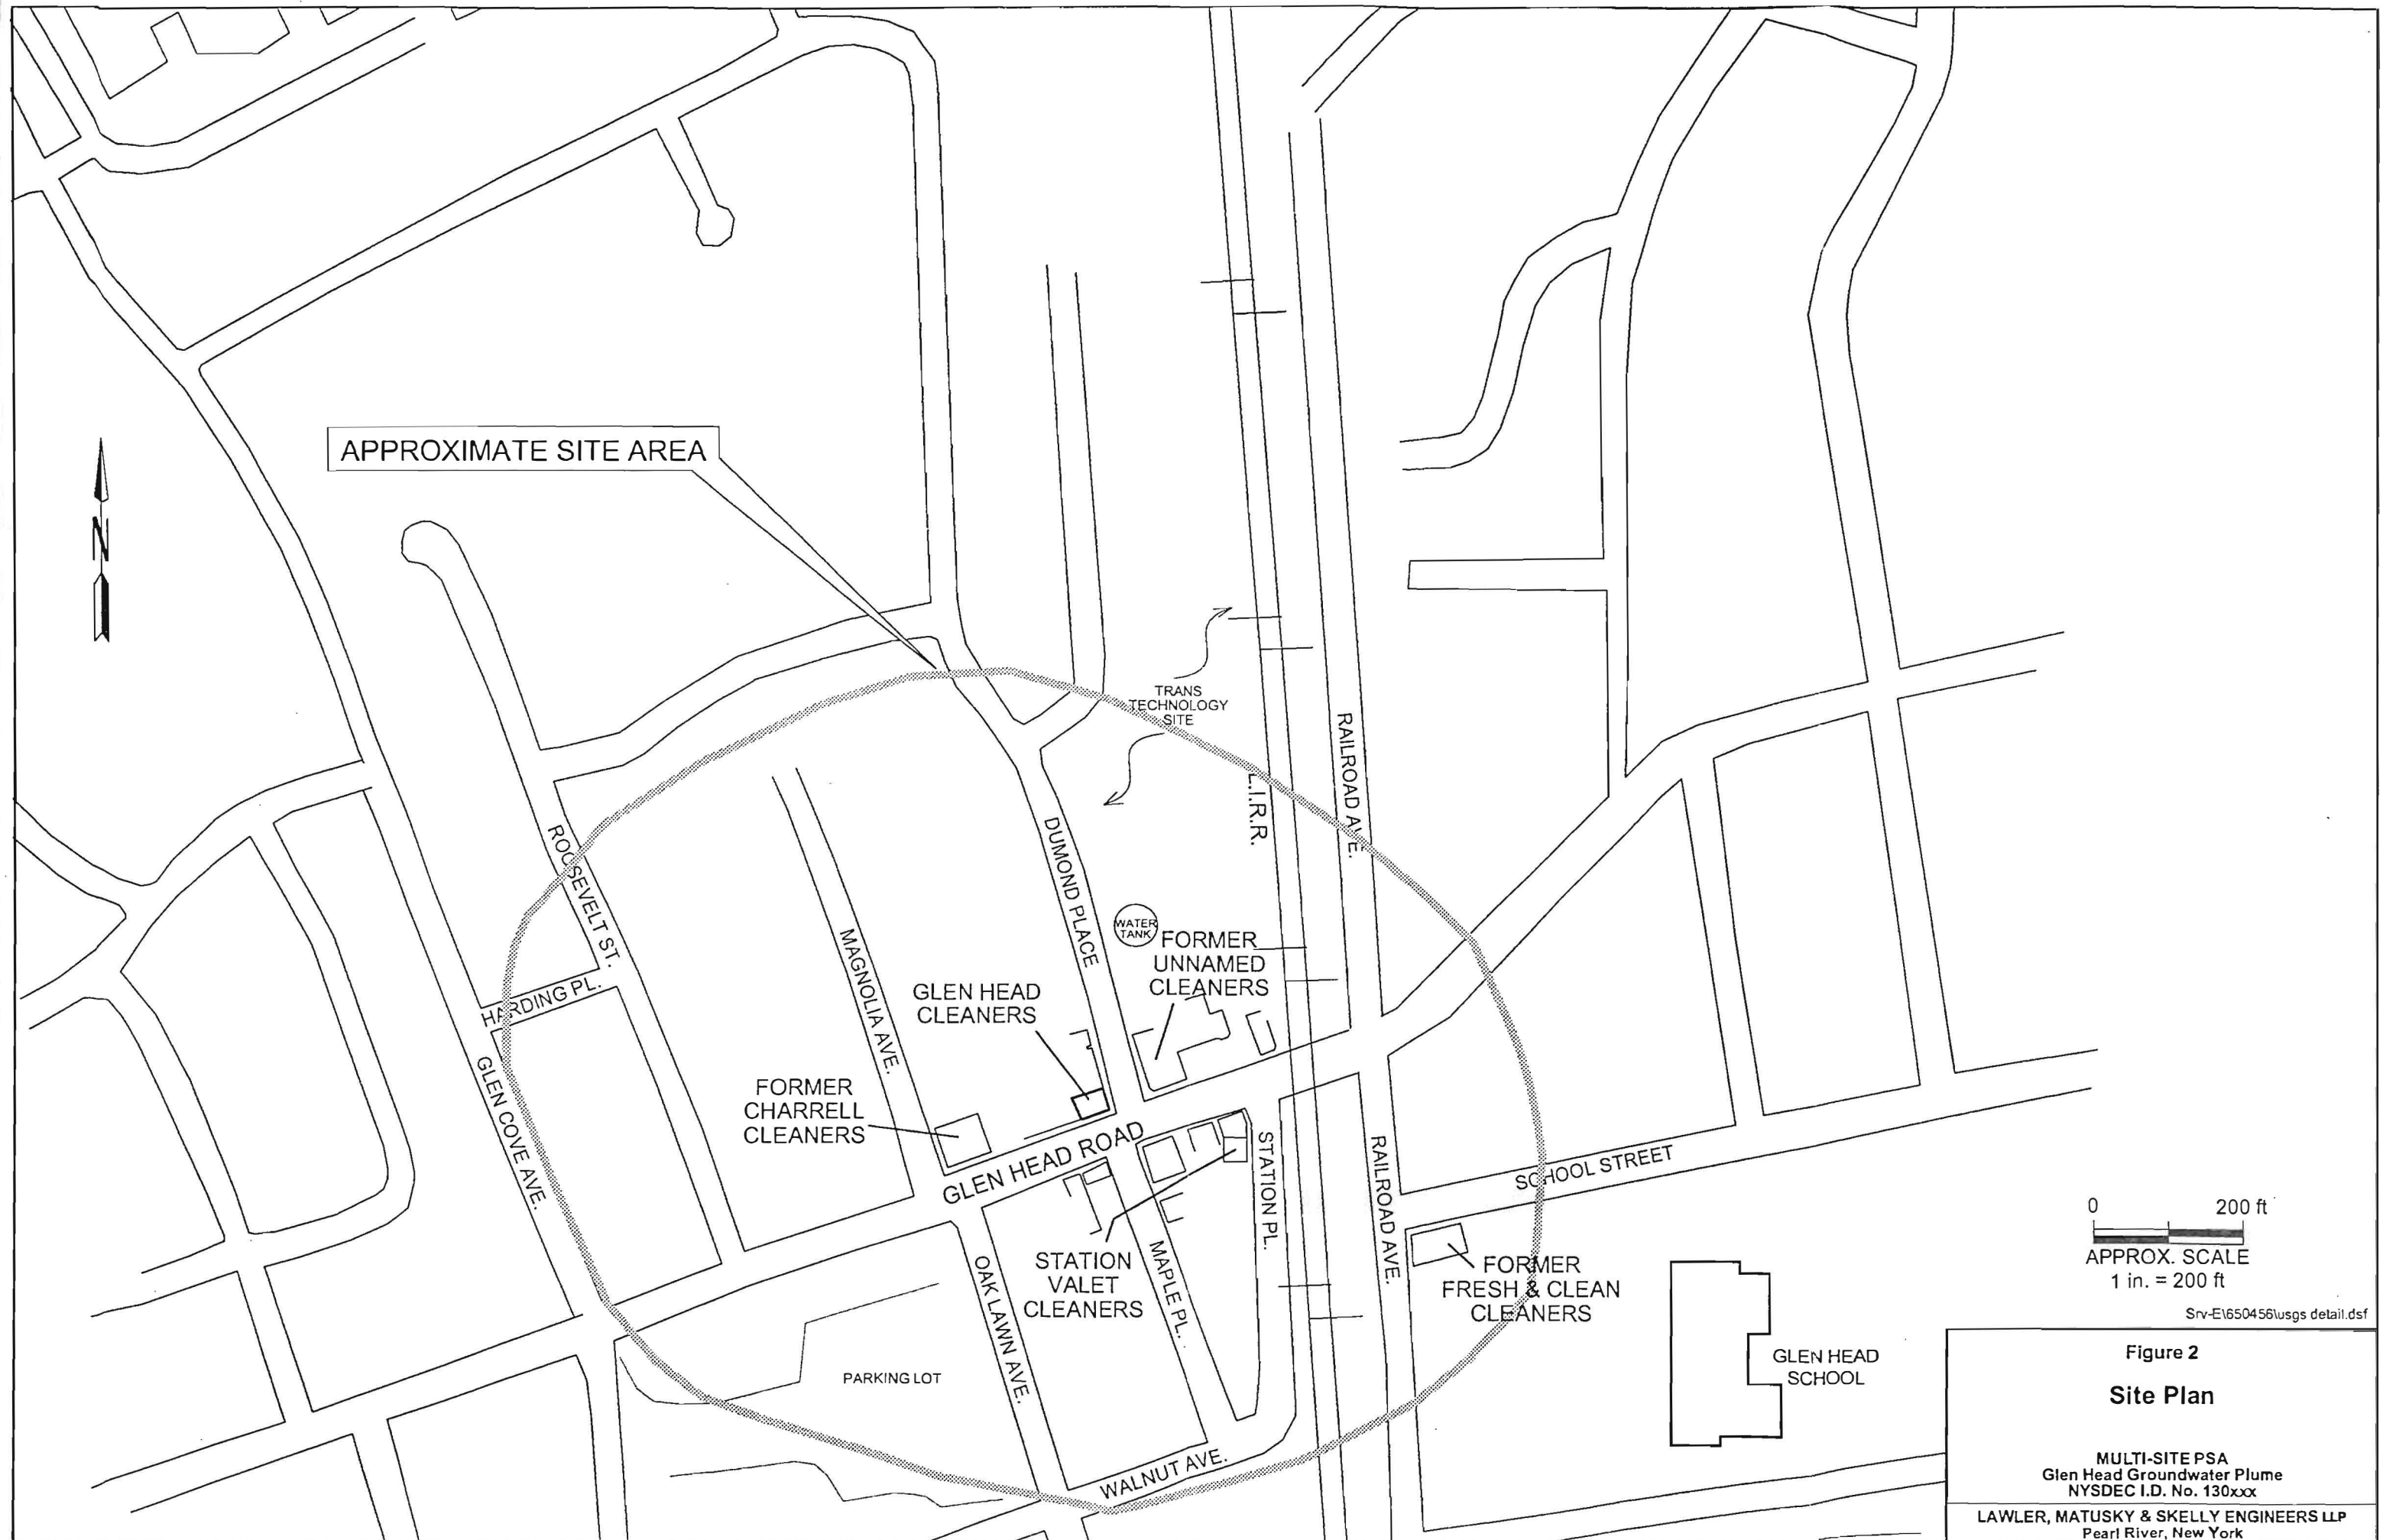 APPROXIMATE SITE AREA
N
TRANS
TECHNOLOGY
SITE
RAILROAD AVE.
L.I.R.R.
ROOSEVELT ST.
DUMOND PLACE
WATER
TANK
FORMER
UNNAMED
CLEANERS
MAGNOLIA AVE.
HARDING PL.
GLEN HEAD
CLEANERS
GLEN COVE AVE.
FORMER
CHARRELL
CLEANERS
GLEN HEAD ROAD
STATION PL.
RAILROAD AVE.
SCHOOL STREET
STATION
VALET
CLEANERS
MAPLE PL.
OAK LAWN AVE.
FORMER
FRESH & CLEAN
CLEANERS
PARKING LOT
WALNUT AVE.
GLEN HEAD
SCHOOL
0 200 ft
APPROX. SCALE
1 in. = 200 ft
Srv-E\650456\usgs detail.dsf
Figure 2
Site Plan
MULTI-SITE PSA
Glen Head Groundwater Plume
NYSDEC I.D. No. 130xxx
LAWLER, MATUSKY & SKELLY ENGINEERS LLP
Pearl River, New York